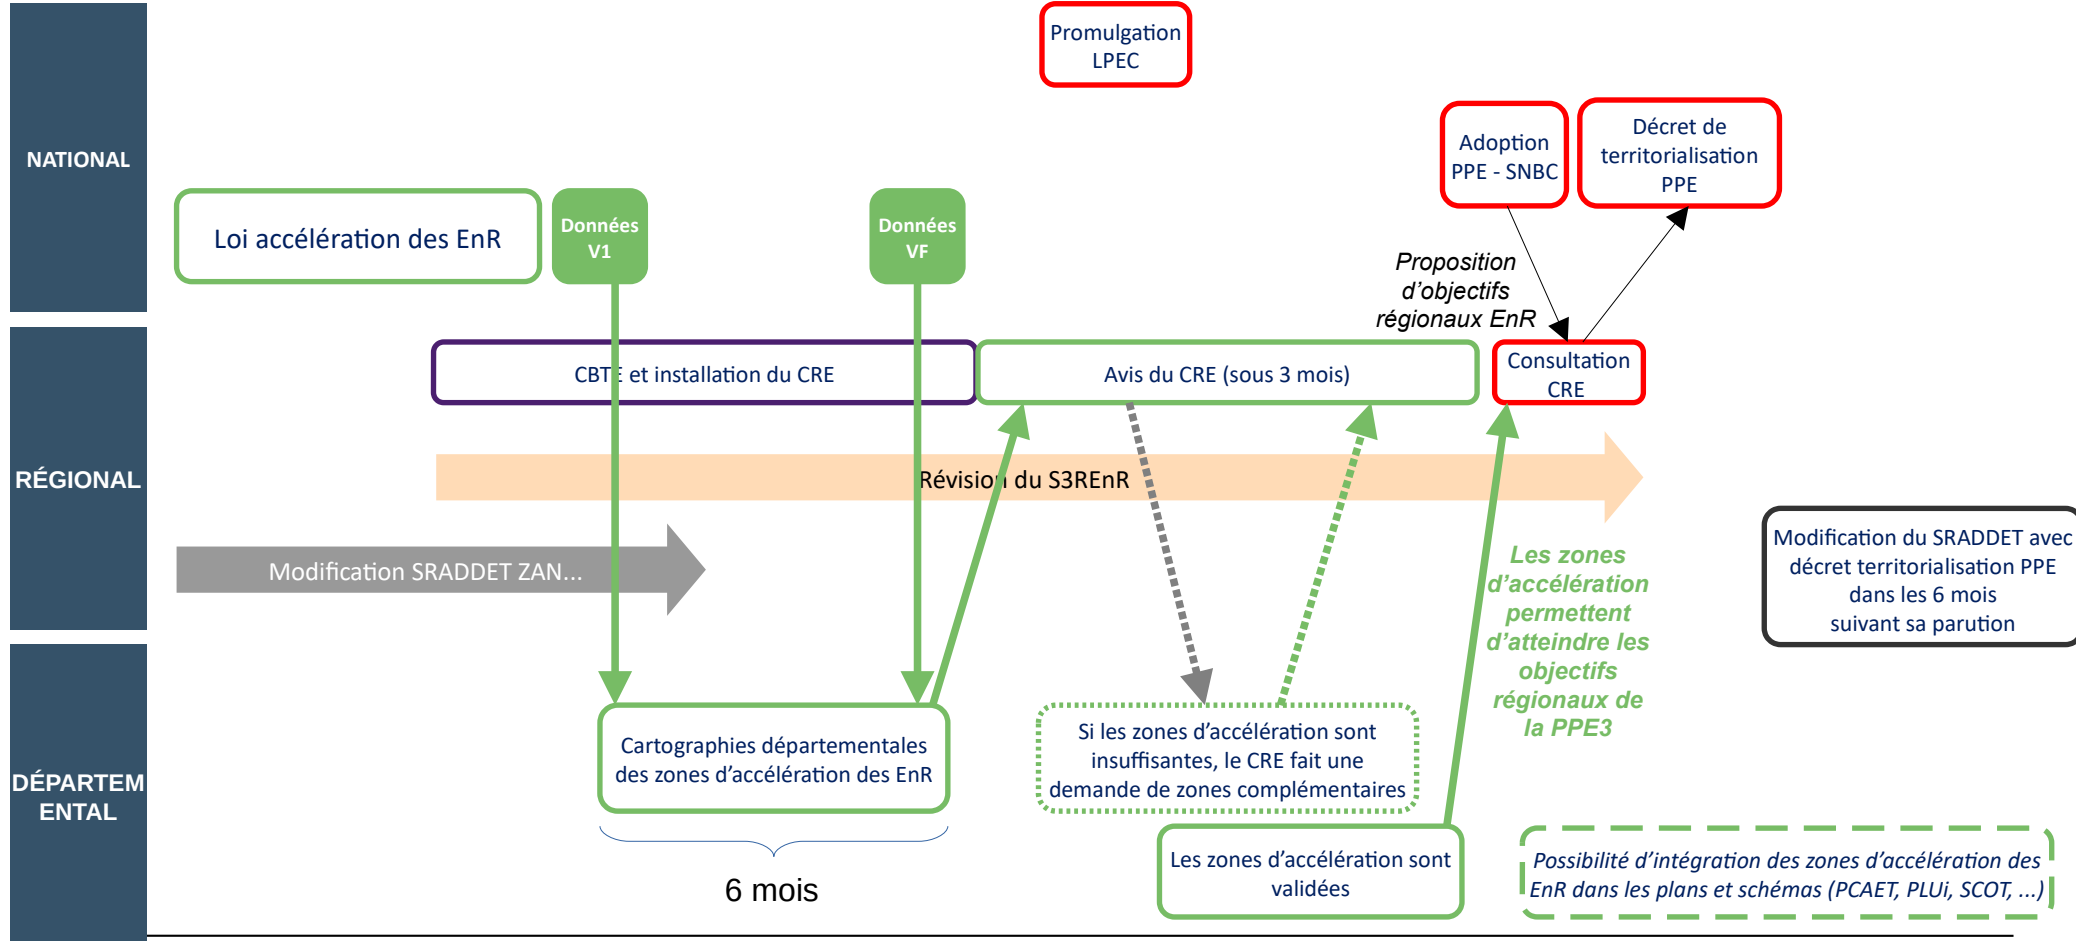 NATIONAL
Promulgation
LPEC
Adoption
PPE - SNBC
Décret de
territorialisation
PPE
Loi accélération des EnR
Données
V1
Données
VF
Proposition
d’objectifs
régionaux EnR
RÉGIONAL
CBTE et installation du CRE
Avis du CRE (sous 3 mois)
Consultation
CRE
Révision du S3REnR
Modification SRADDET ZAN...
Les zones
d’accélération
permettent
d’atteindre les
objectifs
régionaux de
la PPE3
Modification du SRADDET avec
décret territorialisation PPE
dans les 6 mois
suivant sa parution
DÉPARTEM
ENTAL
Cartographies départementales
des zones d’accélération des EnR
6 mois
Si les zones d’accélération sont
insuffisantes, le CRE fait une
demande de zones complémentaires
Les zones d’accélération sont
validées
Possibilité d’intégration des zones d’accélération des
EnR dans les plans et schémas (PCAET, PLUi, SCOT, ...)